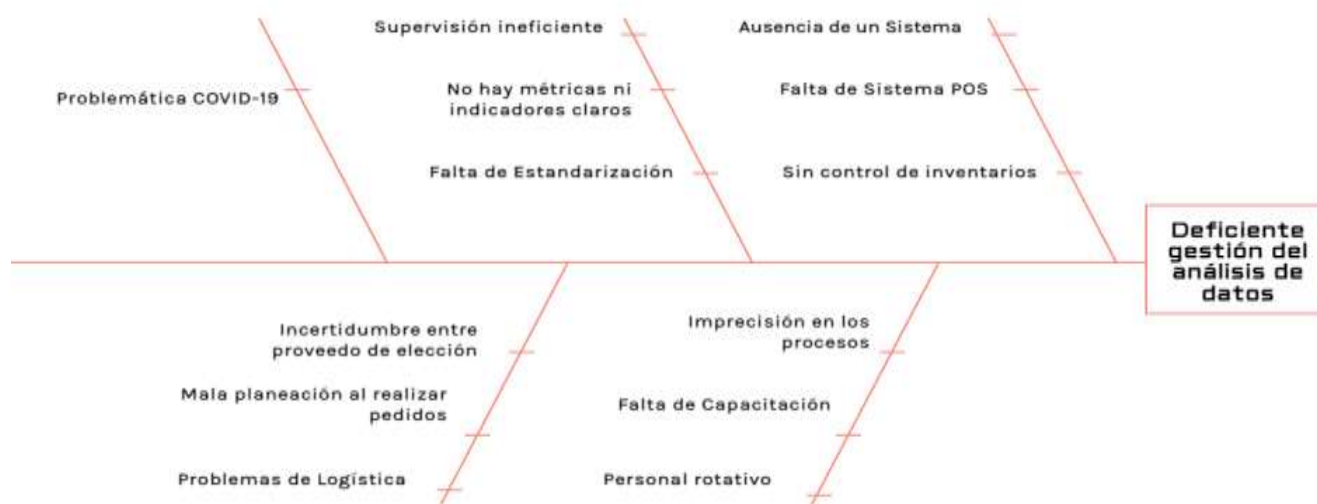 Supervisión ineficiente
Ausencia de un Sistema
Problemática COVID-19
No hay métricas ni
indicadores claros
Falta de Sistema POS
Falta de Estandarización
Sin control de inventarios
Deficiente
gestión del
análisis de
datos
Incertidumbre entre
proveedo de elección
Imprecisión en los
procesos
Mala planeación al realizar
pedidos
Falta de Capacitación
Problemas de Logística
Personal rotativo